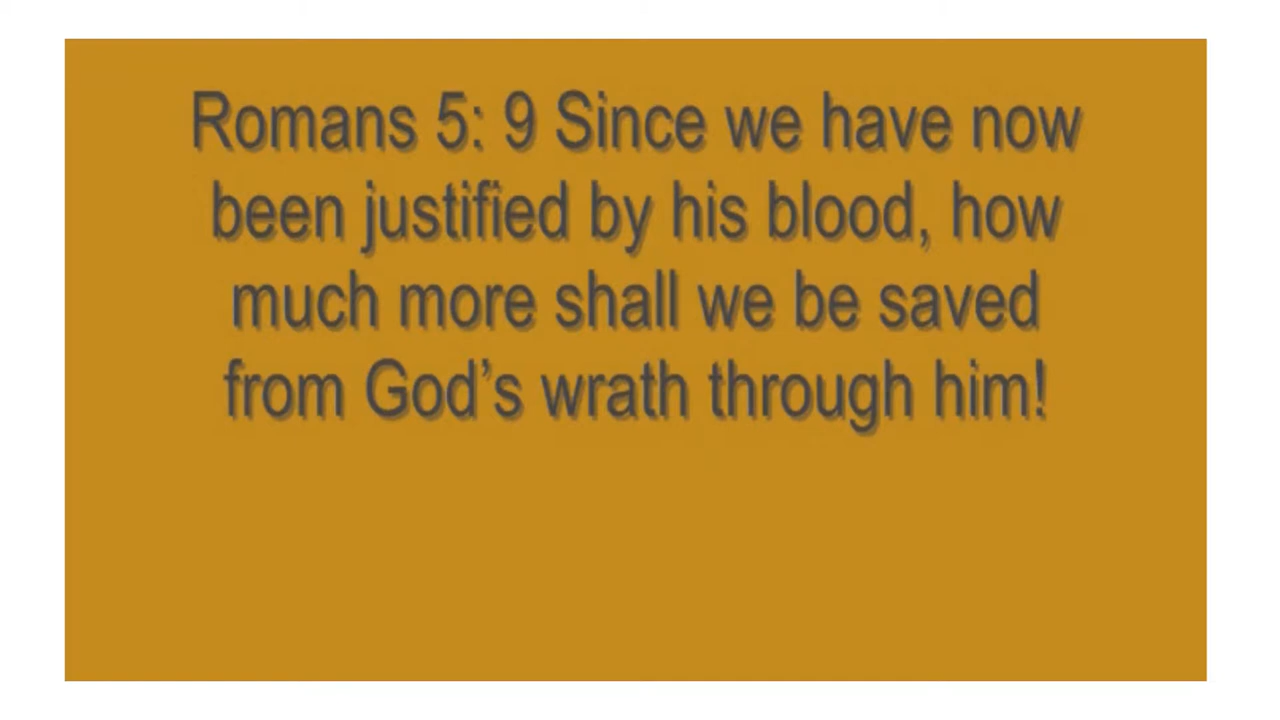 Romans 5: 9 Since we have now
been justified by his blood, how
much more shall we be saved
from God’s wrath through him!